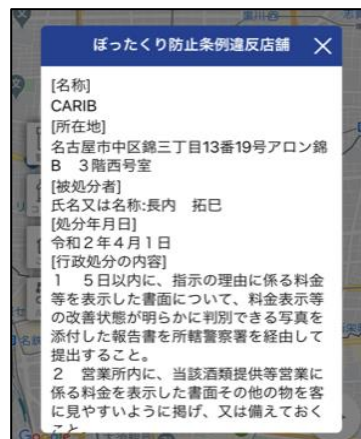 ぼったくり防止条例違反店舗
[名称]
CARIB
[所在地]
名古屋市中区錦三丁目13番19号アロン錦
B　３階西号室
[被処分者]
氏名又は名称:長内　拓巳
[処分年月日]
令和２年４月１日
[行政処分の内容]
１　５日以内に、指示の理由に係る料金
等を表示した書面について、料金表示等
の改善状態が明らかに判別できる写真を
添付した報告書を所轄警察署を経由して
提出すること。
２　営業所内に、当該酒類提供等営業に
係る料金を表示した書面その他の物を客
に見やすいように掲げ、又は備えておく
こと